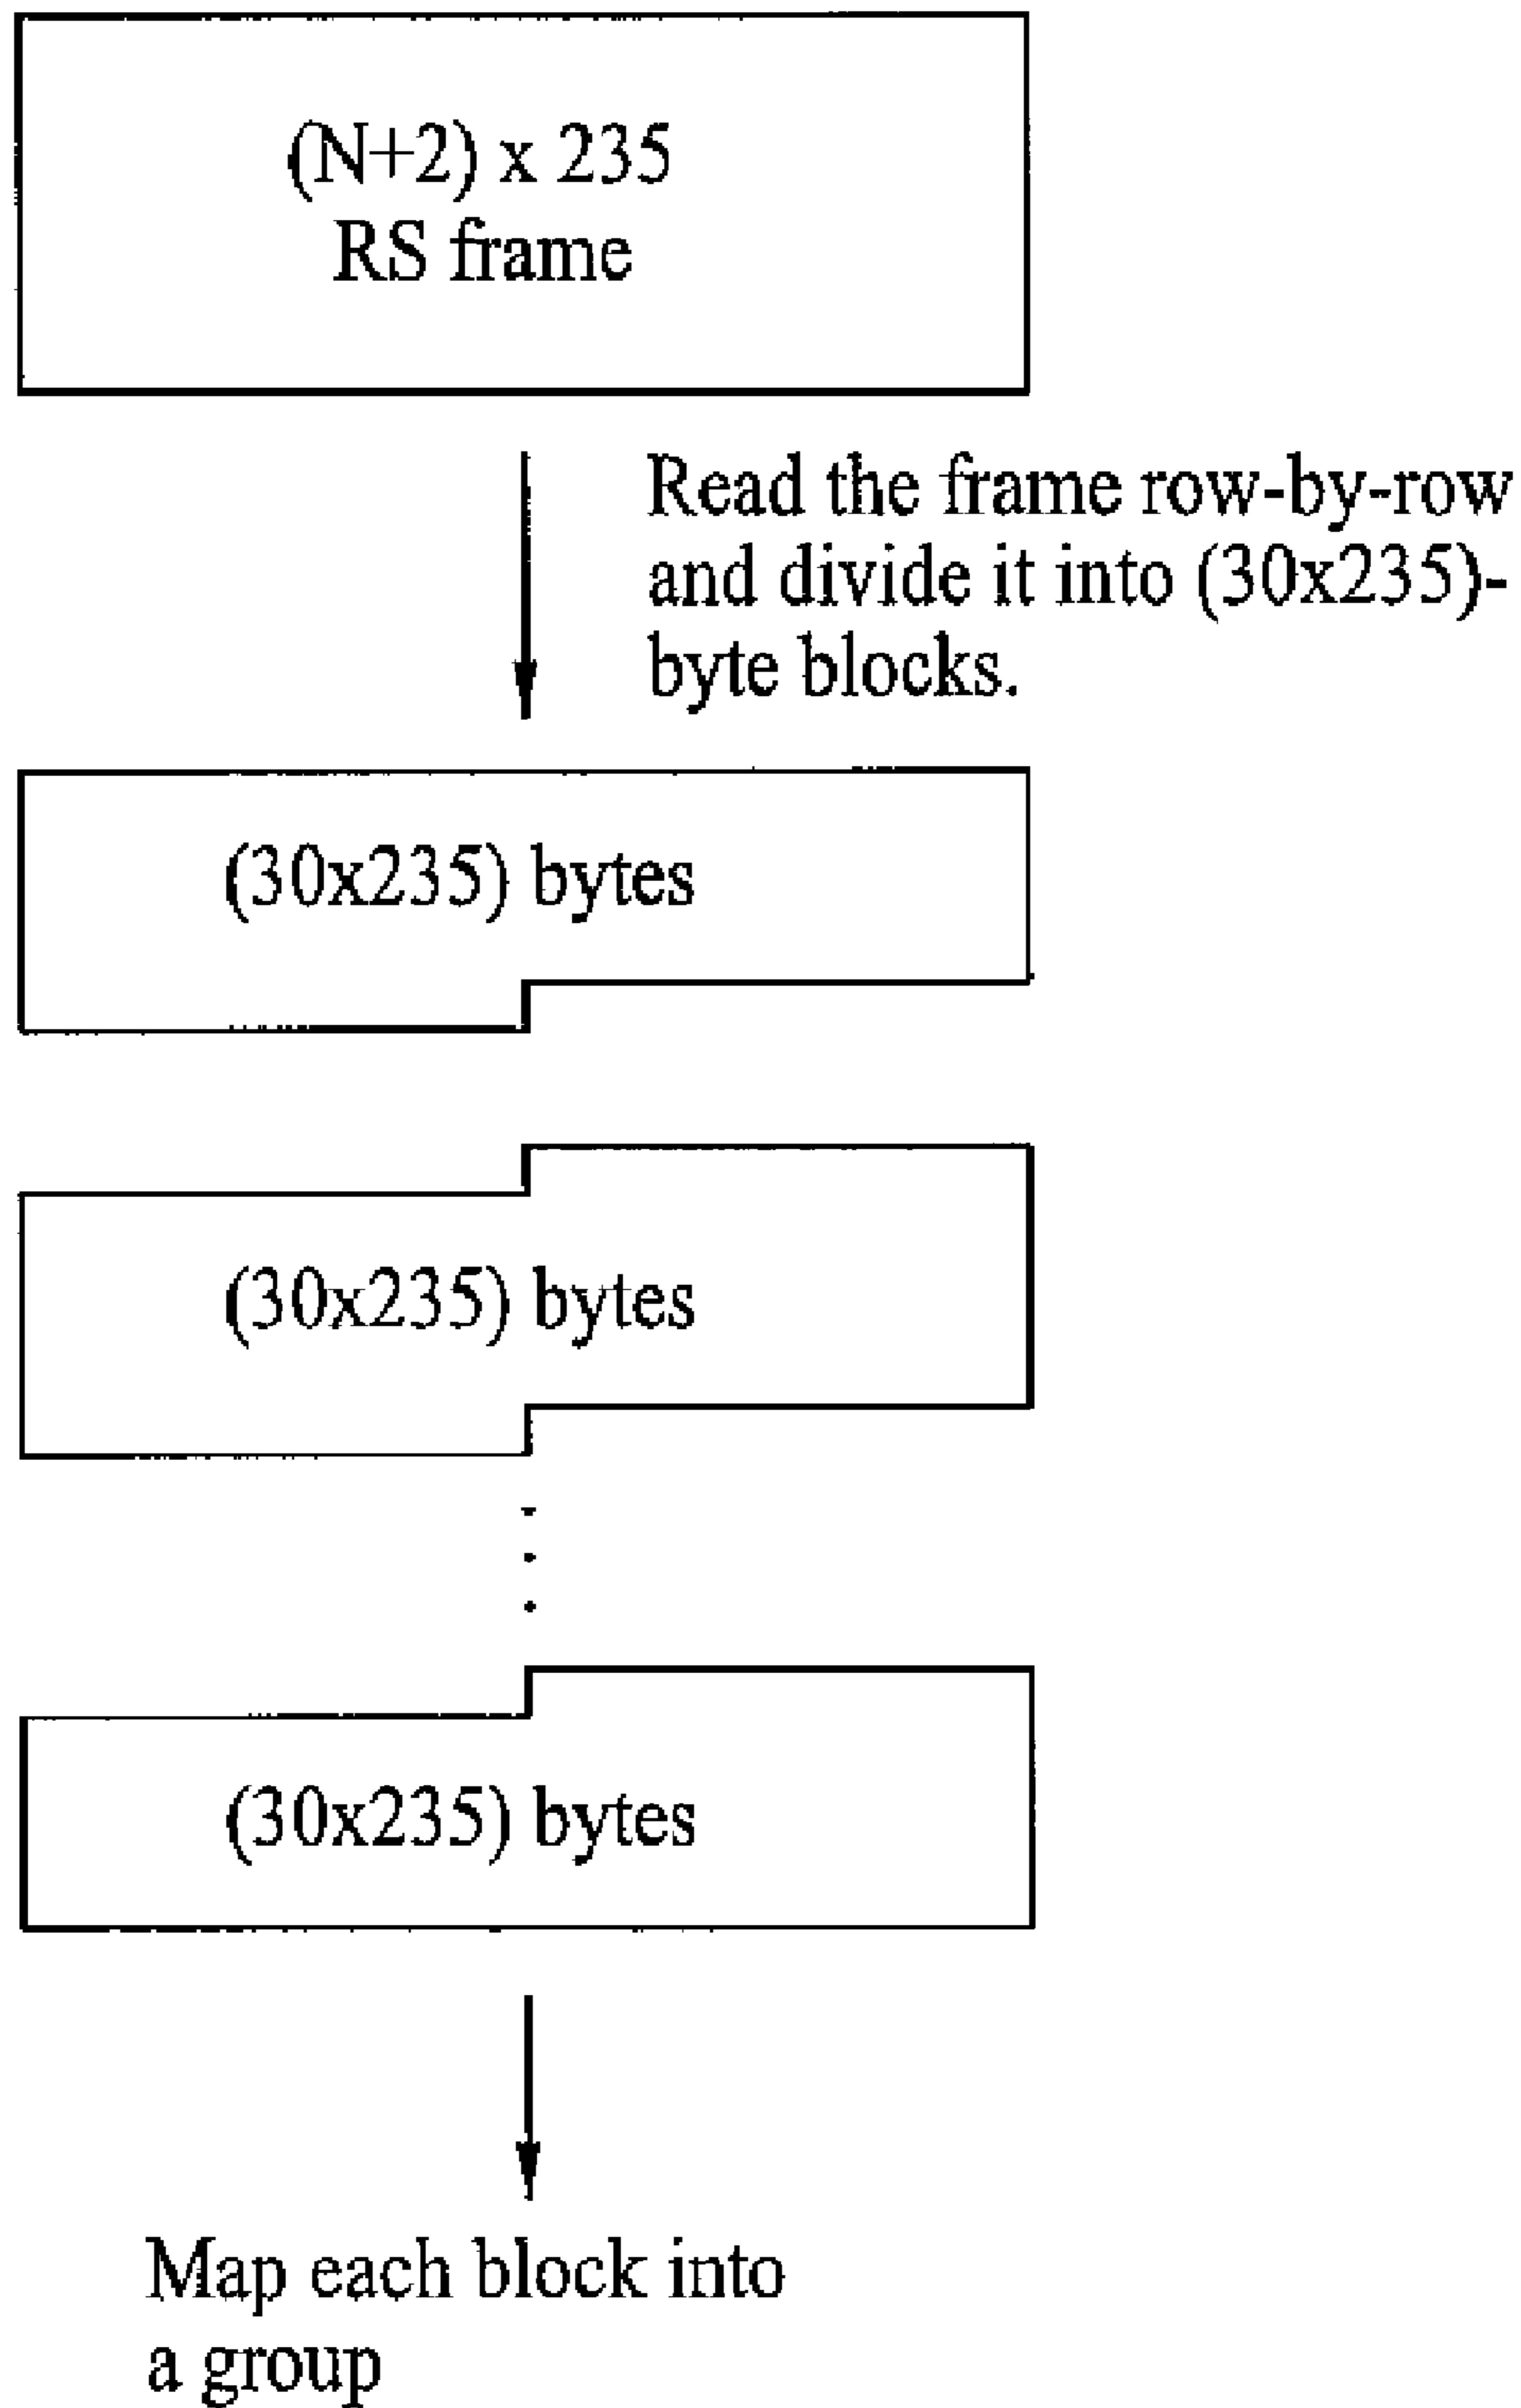 (N+2) x 235
RS frame
Read the frame row-by-row
and divide it into (30x235)-
byte blocks.
(30x235) bytes
(30x235) bytes
(30x235) bytes
Map each block into
a group